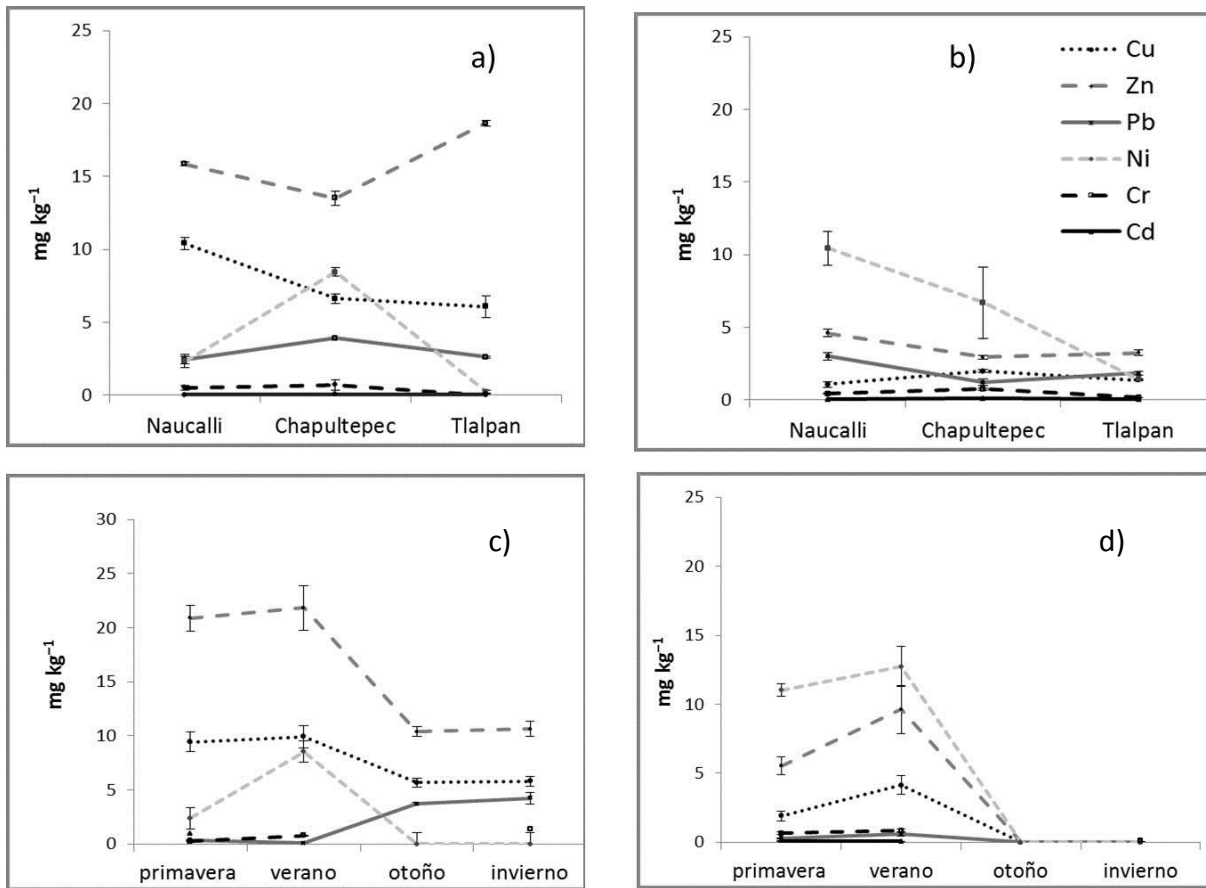 a)
25
20
15
10
5
0
mg kg⁻¹
Naucalli Chapultepec Tlalpan
b)
25
20
15
10
5
0
mg kg⁻¹
Naucalli Chapultepec Tlalpan
Cu
Zn
Pb
Ni
Cr
Cd
c)
30
25
20
15
10
5
0
mg kg⁻¹
primavera verano otoño invierno
d)
25
20
15
10
5
0
mg kg⁻¹
primavera verano otoño invierno